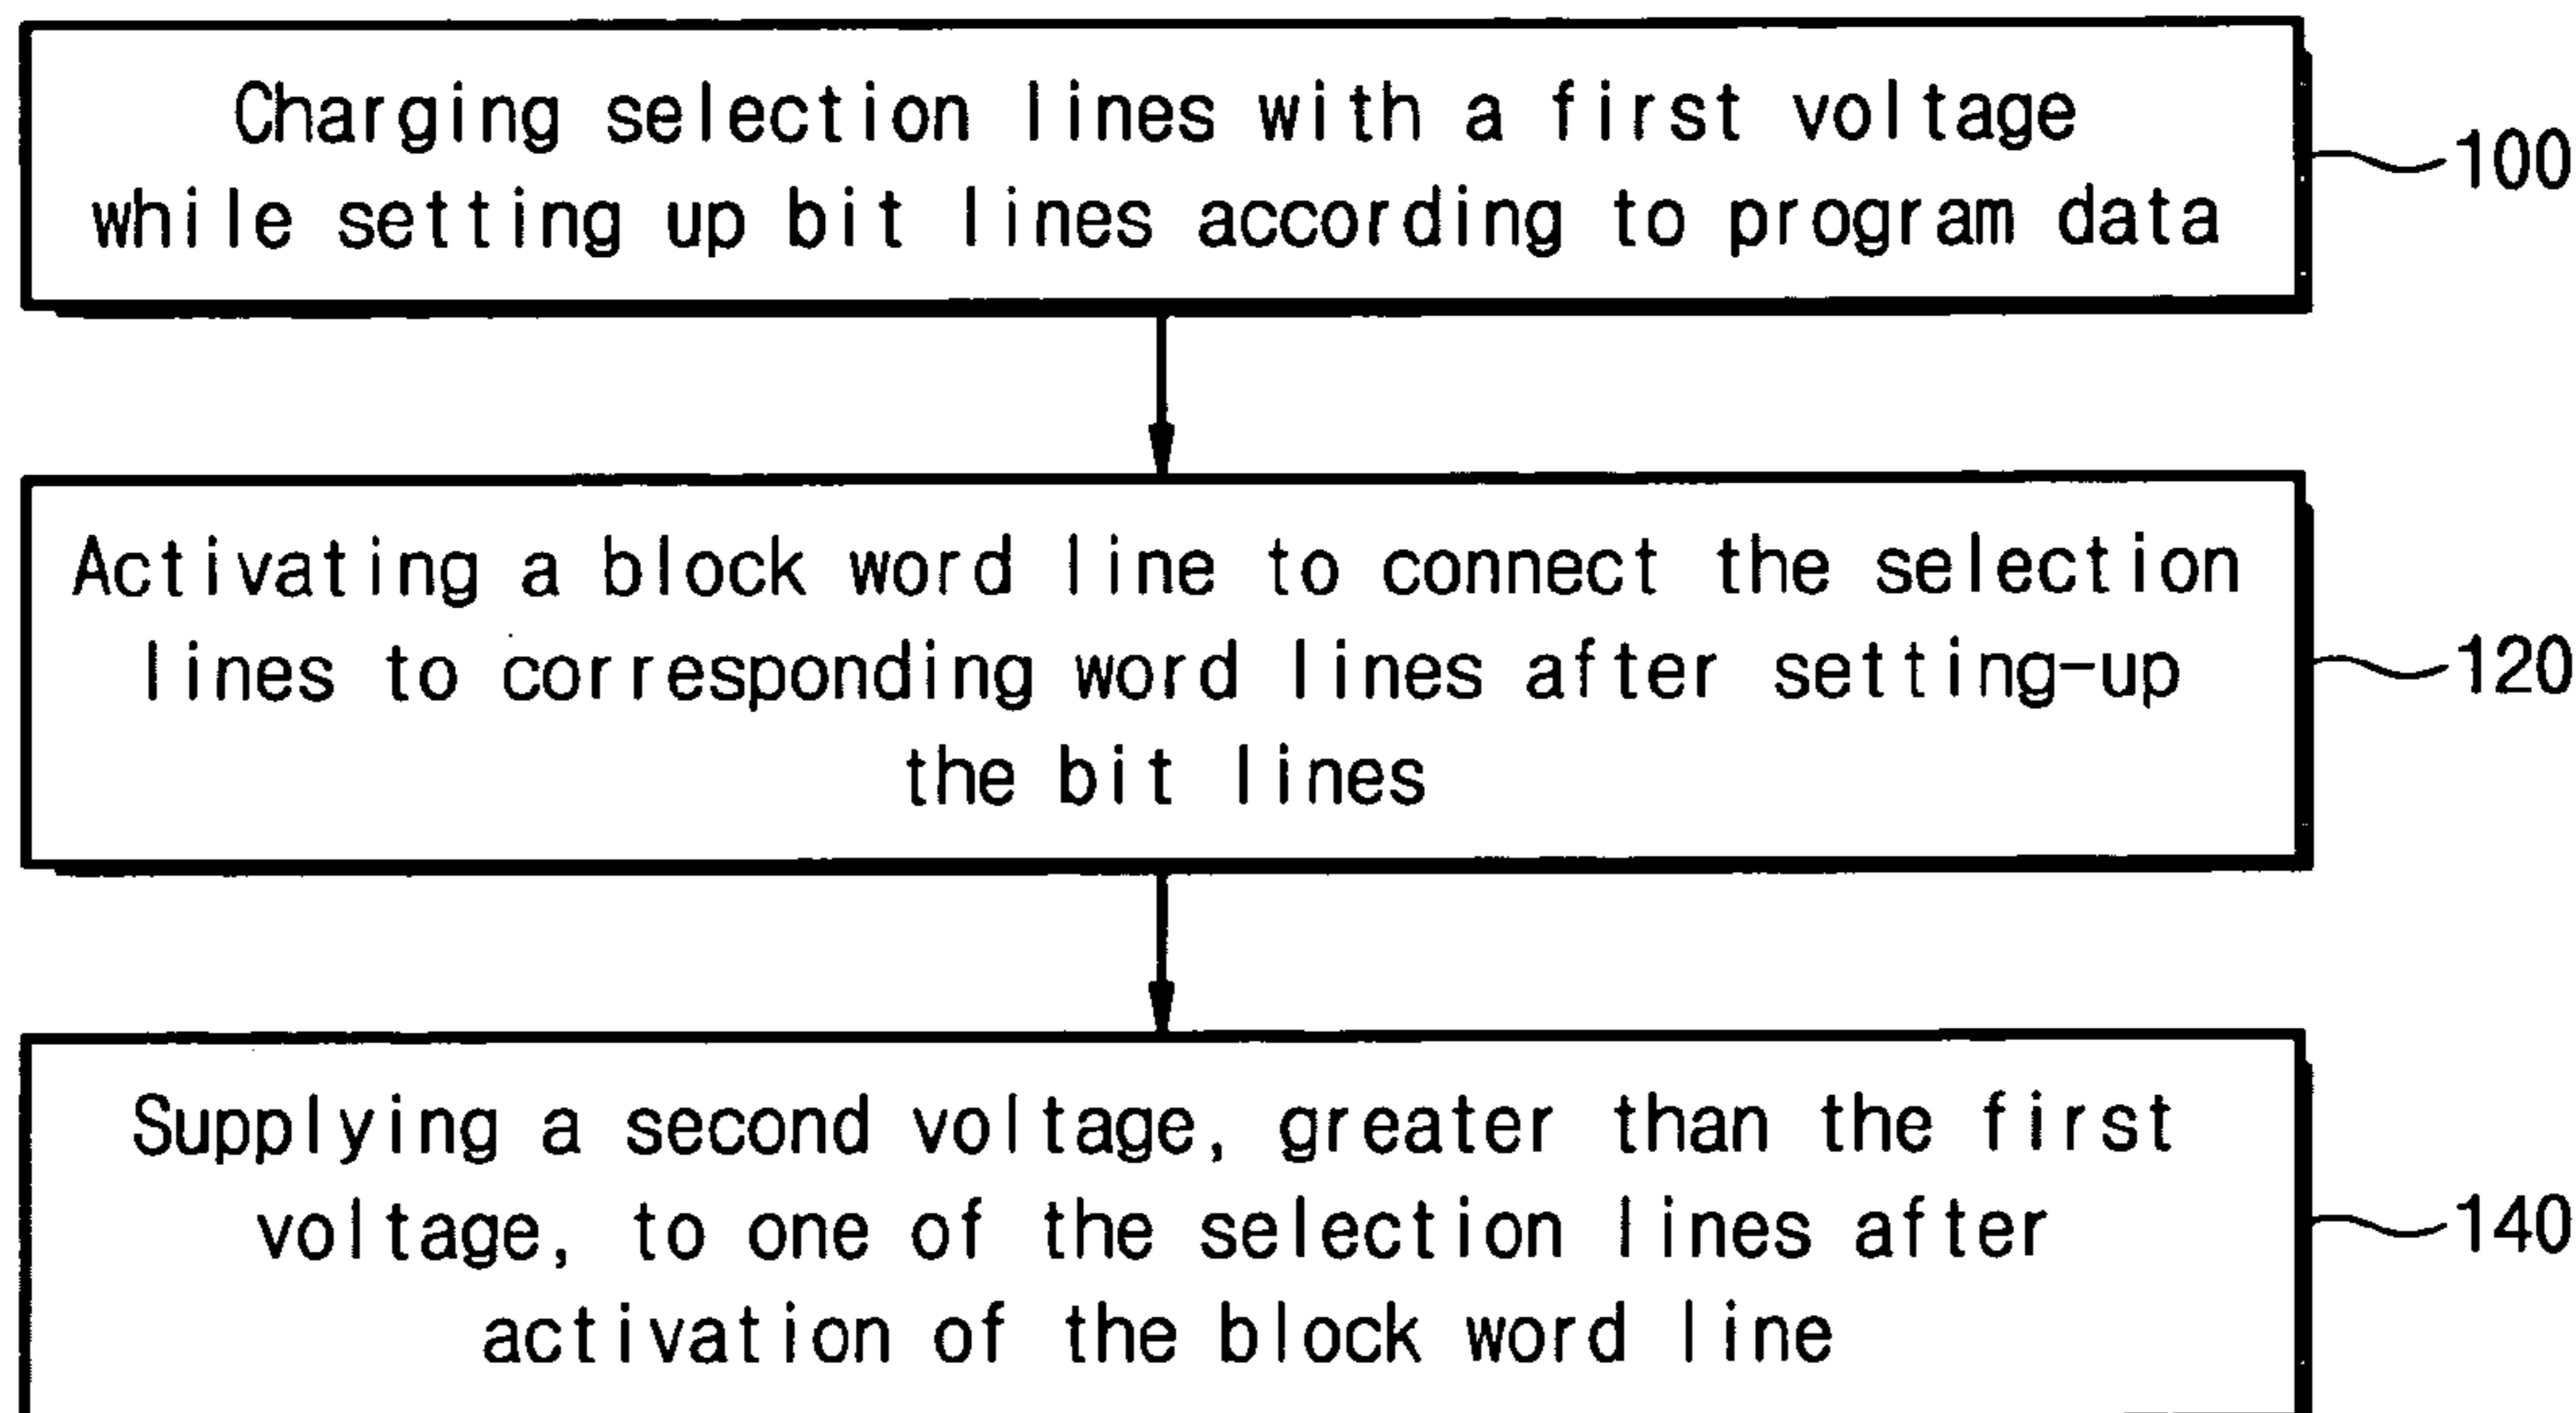 Charging selection lines with a first voltage
while setting up bit lines according to program data
100
Activating a block word line to connect the selection
lines to corresponding word lines after setting-up
the bit lines
120
Supplying a second voltage, greater than the first
voltage, to one of the selection lines after
activation of the block word line
140